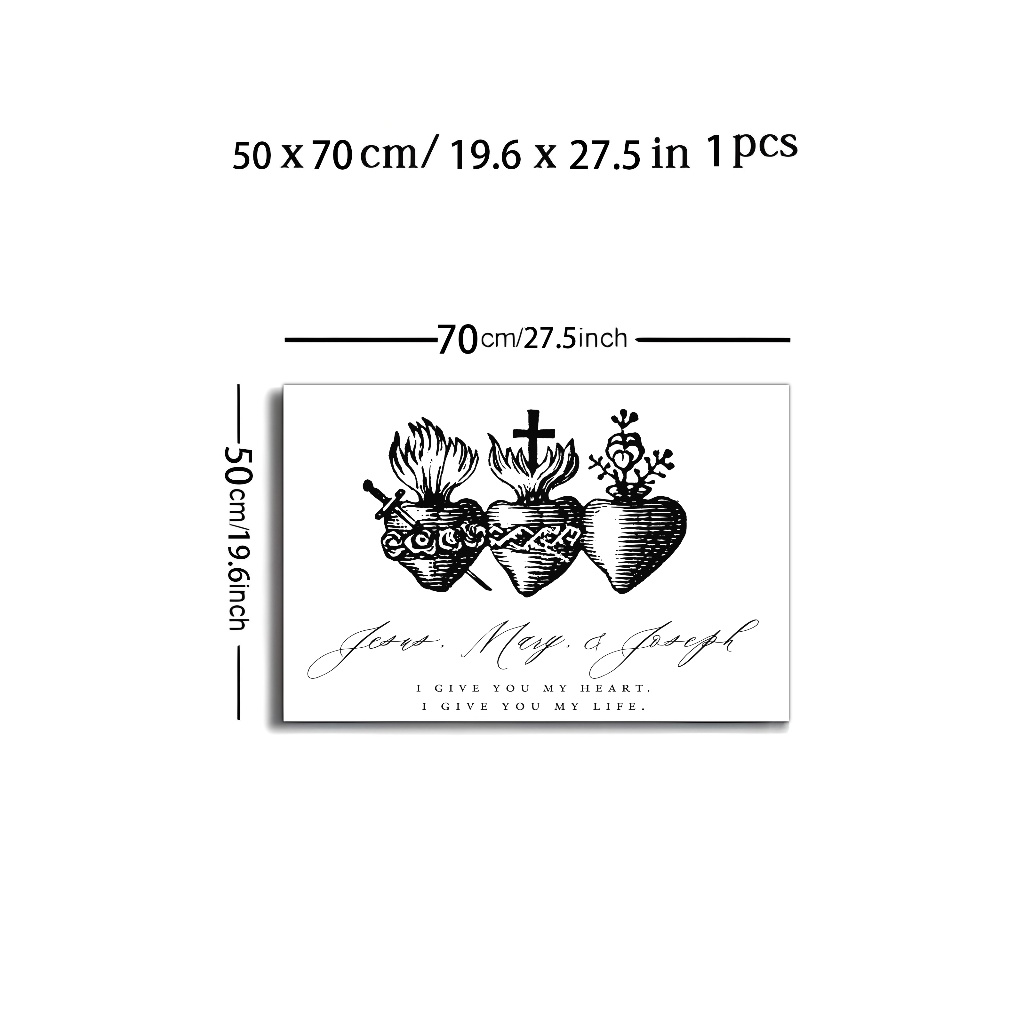 50 x 70 cm/ 19.6 x 27.5 in 1 pcs
70cm/27.5inch
50cm/19.6inch
Jesus, Mary, & Joseph
I GIVE YOU MY HEART.
I GIVE YOU MY LIFE.